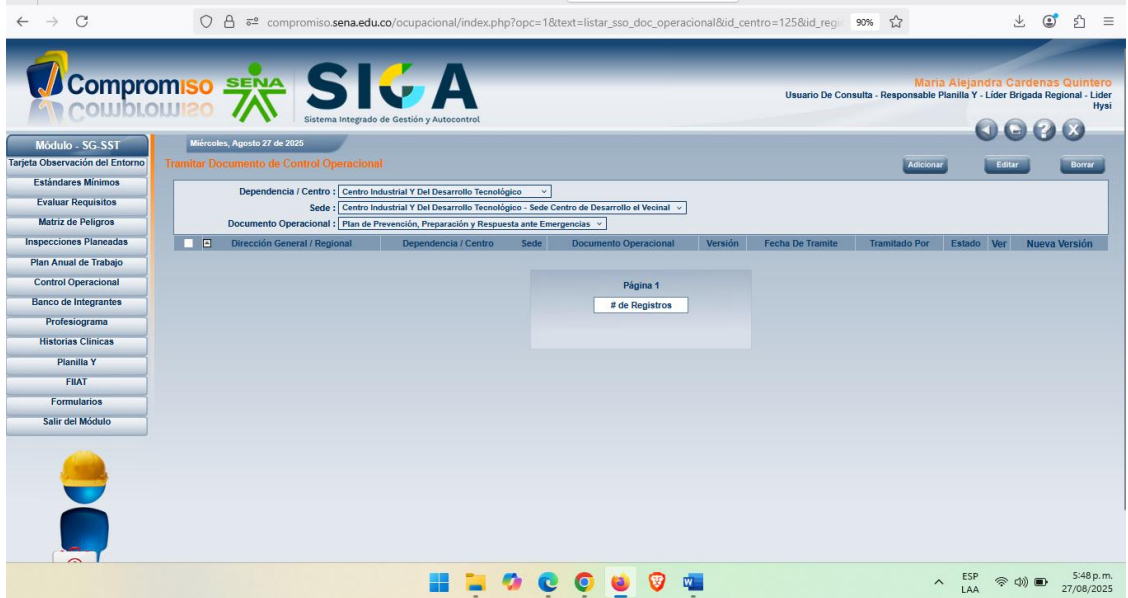 compromiso.sena.edu.co/ocupacional/index.php?opc=1&text=listar_sso_doc_operacional&id_centro=125&id_regi
90%
Compromiso
SENA
SIGA
Sistema Integrado de Gestión y Autocontrol
Maria Alejandra Cardenas Quintero
Usuario De Consulta - Responsable Planilla Y - Líder Brigada Regional - Lider
Hysi
Módulo - SG-SST
Miércoles, Agosto 27 de 2025
Tarjeta Observación del Entorno
Estándares Mínimos
Evaluar Requisitos
Matriz de Peligros
Inspecciones Planeadas
Plan Anual de Trabajo
Control Operacional
Banco de Integrantes
Profesiograma
Historias Clínicas
Planilla Y
FIIAT
Formularios
Salir del Módulo
Tramitar Documento de Control Operacional
Adicionar Editar Borrar
Dependencia / Centro : Centro Industrial Y Del Desarrollo Tecnológico
Sede : Centro Industrial Y Del Desarrollo Tecnológico - Sede Centro de Desarrollo el Vecinal
Documento Operacional : Plan de Prevención, Preparación y Respuesta ante Emergencias
Dirección General / Regional Dependencia / Centro Sede Documento Operacional Versión Fecha De Tramite Tramitado Por Estado Ver Nueva Versión
Página 1
# de Registros
ESP
LAA
5:48 p. m.
27/08/2025